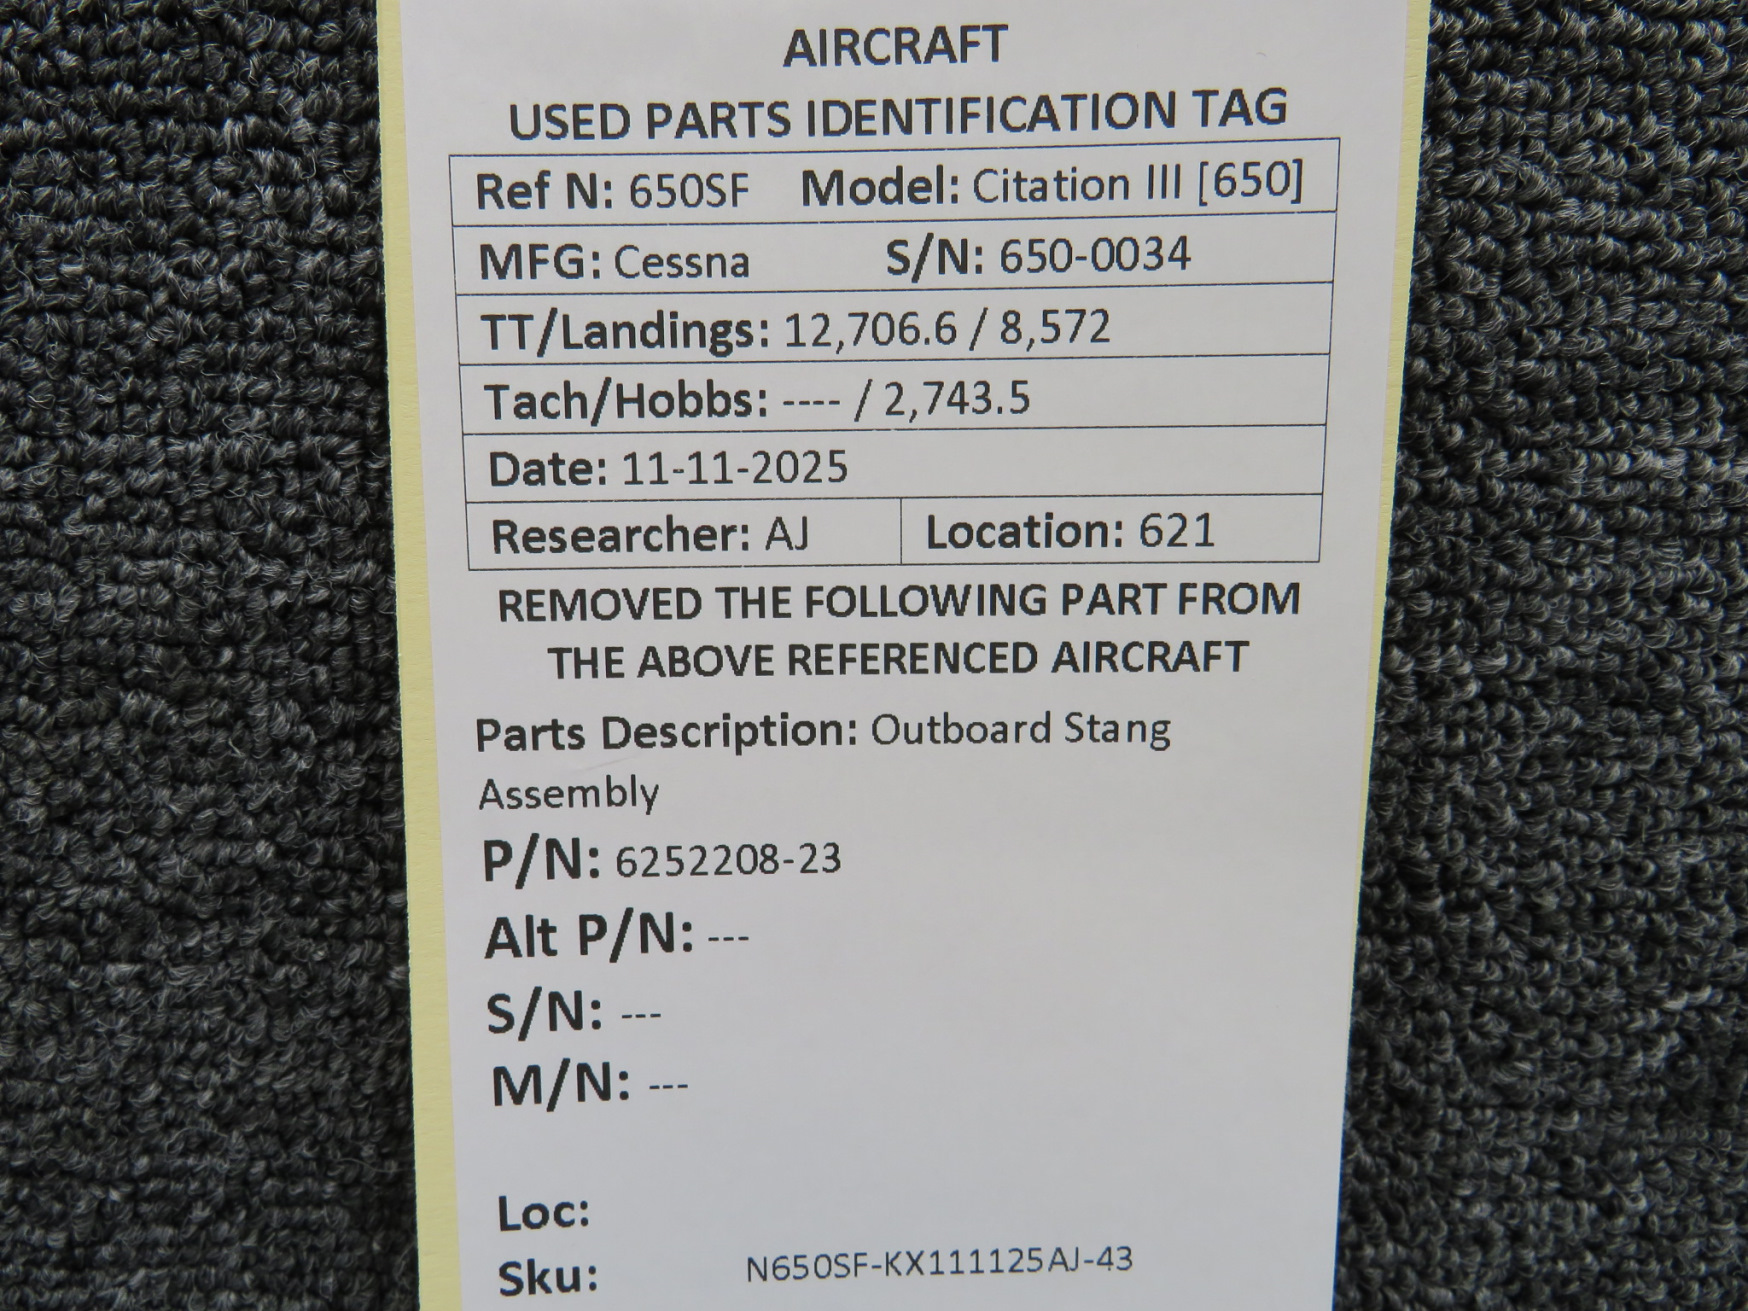 AIRCRAFT
USED PARTS IDENTIFICATION TAG
Ref N: 650SF Model: Citation III [650]
MFG: Cessna S/N: 650-0034
TT/Landings: 12,706.6 / 8,572
Tach/Hobbs: ---- / 2,743.5
Date: 11-11-2025
Researcher: AJ Location: 621
REMOVED THE FOLLOWING PART FROM
THE ABOVE REFERENCED AIRCRAFT
Parts Description: Outboard Stang
Assembly
P/N: 6252208-23
Alt P/N: ---
S/N: ---
M/N: ---
Loc:
Sku: N650SF-KX111125AJ-43